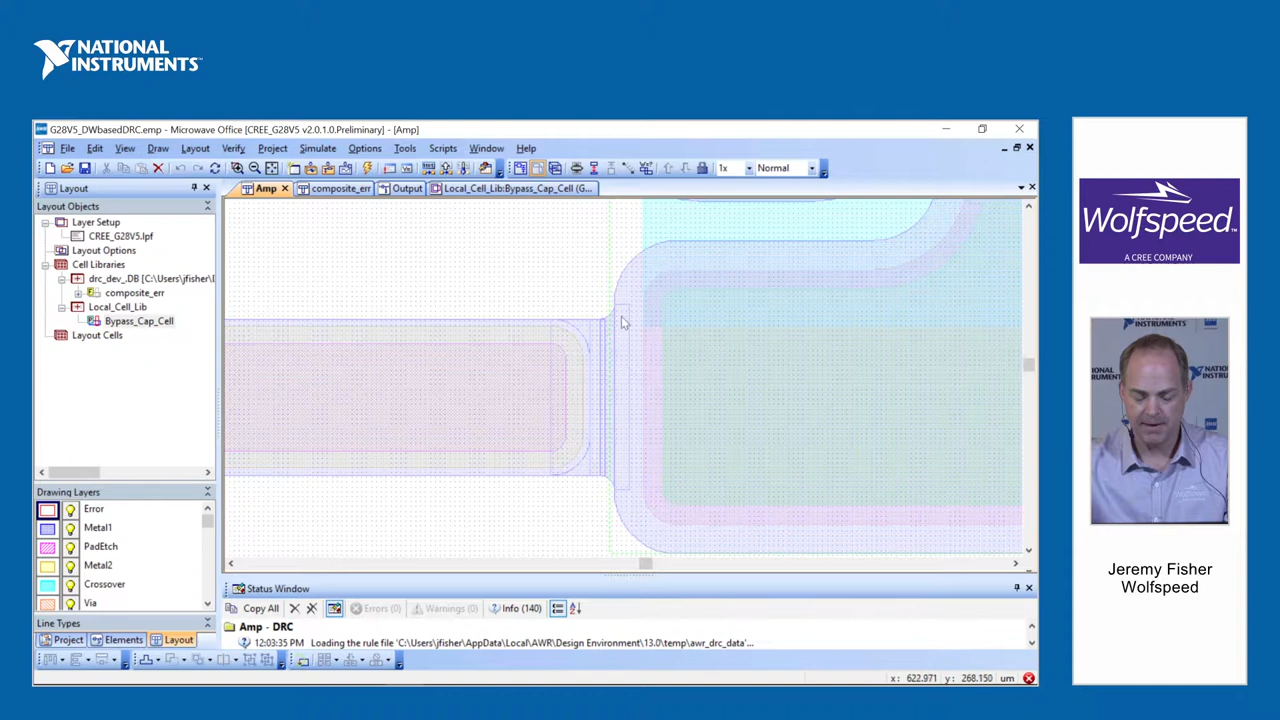 NATIONAL
INSTRUMENTS
G28V5_DWbasedDRC.emp - Microwave Office [CREE_G28V5 v2.0.1.0.Preliminary] - [Amp]
File Edit View Draw Layout Verify Project Simulate Options Tools Scripts Window Help
1x Normal
Layout
Amp composite_err Output Local_Cell_Lib:Bypass_Cap_Cell (G...
Layout Objects
Layer Setup
CREE_G28V5.lpf
Layout Options
Cell Libraries
drc_dev_.DB [C:\Users\jfisher\
composite_err
Local_Cell_Lib
Bypass_Cap_Cell
Layout Cells
Drawing Layers
Error
Metal1
PadEtch
Metal2
Crossover
Via
Line Types
Project Elements Layout
Status Window
Copy All Errors (0) Warnings (0) Info (140)
Amp - DRC
12:03:35 PM Loading the rule file 'C:\Users\jfisher\AppData\Local\AWR\Design Environment\13.0\temp\awr_drc_data'...
x: 622.971 y: 268.150 um
Wolfspeed
A CREE COMPANY
Jeremy Fisher
Wolfspeed